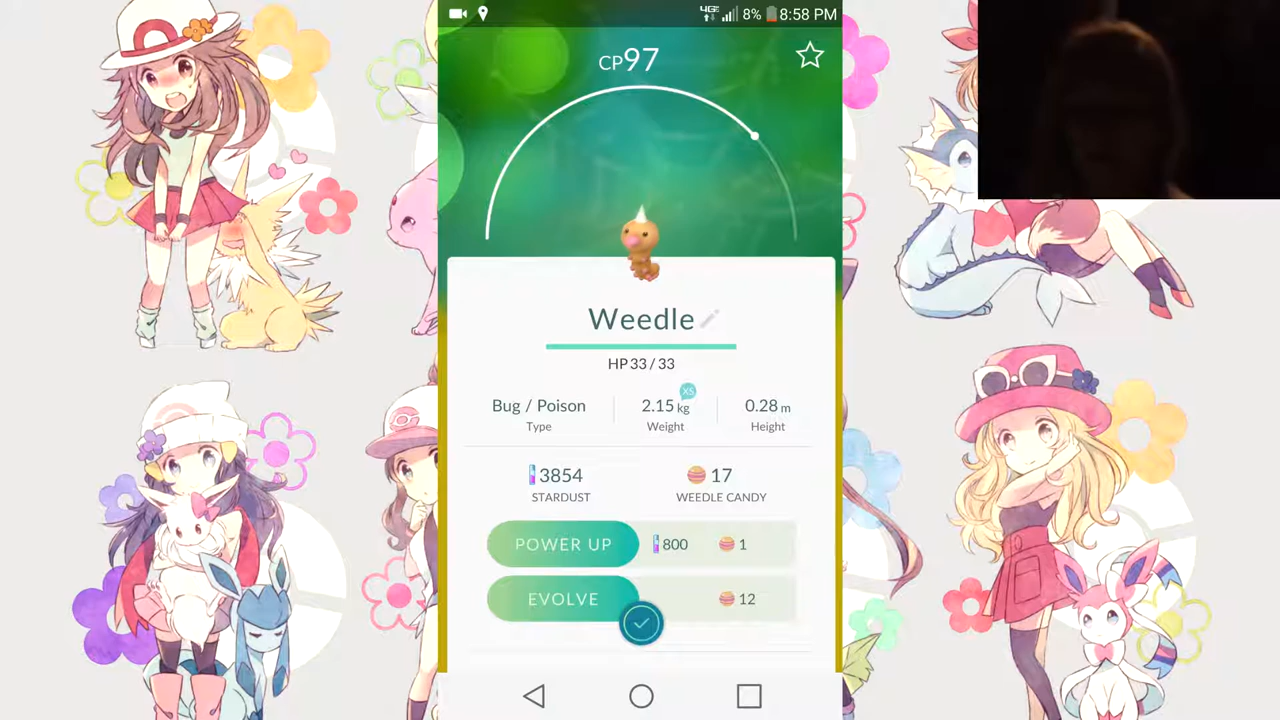 4G LTE 8% 8:58 PM
CP97
Weedle
HP 33 / 33
Bug / Poison
Type
XS
2.15 kg
Weight
0.28 m
Height
3854
STARDUST
17
WEEDLE CANDY
POWER UP 800 1
EVOLVE 12